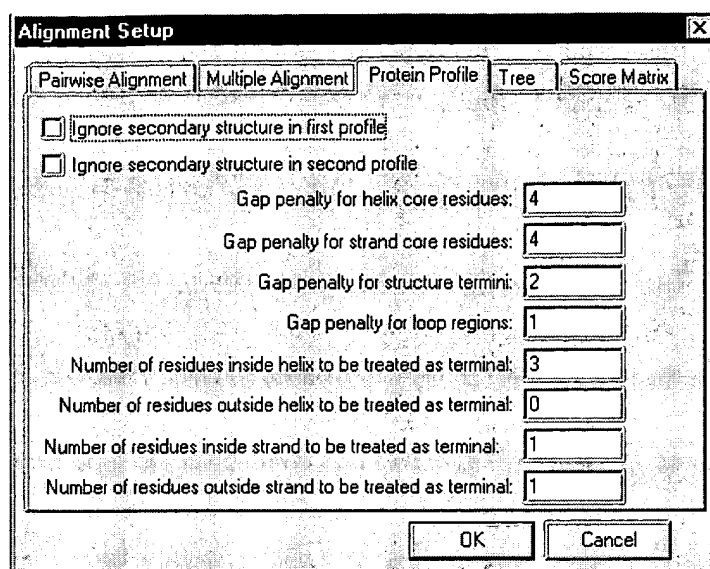 Alignment Setup
Pairwise Alignment Multiple Alignment Protein Profile Tree Score Matrix
Ignore secondary structure in first profile
Ignore secondary structure in second profile
Gap penalty for helix core residues: 4
Gap penalty for strand core residues: 4
Gap penalty for structure termini: 2
Gap penalty for loop regions: 1
Number of residues inside helix to be treated as terminal: 3
Number of residues outside helix to be treated as terminal: 0
Number of residues inside strand to be treated as terminal: 1
Number of residues outside strand to be treated as terminal: 1
OK Cancel